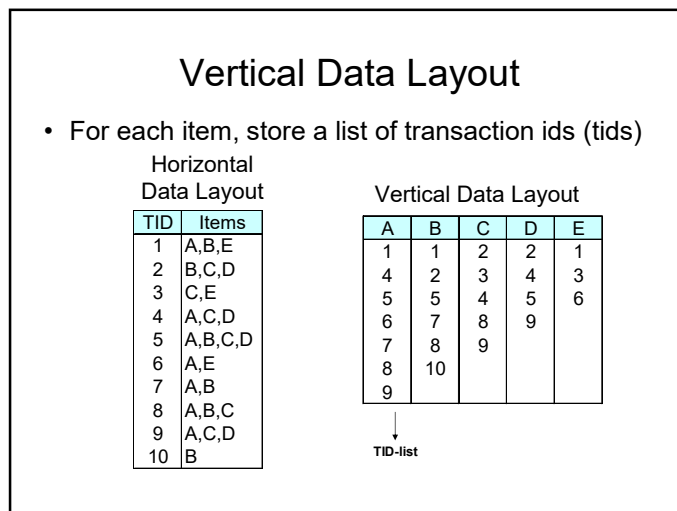 Vertical Data Layout
• For each item, store a list of transaction ids (tids)
Horizontal
Data Layout
TID Items
1 A,B,E
2 B,C,D
3 C,E
4 A,C,D
5 A,B,C,D
6 A,E
7 A,B
8 A,B,C
9 A,C,D
10 B
Vertical Data Layout
A B C D E
1 1 2 2 1
4 2 3 4 3
5 5 4 5 6
6 7 8 9
7 8 9
8 10
9
TID-list